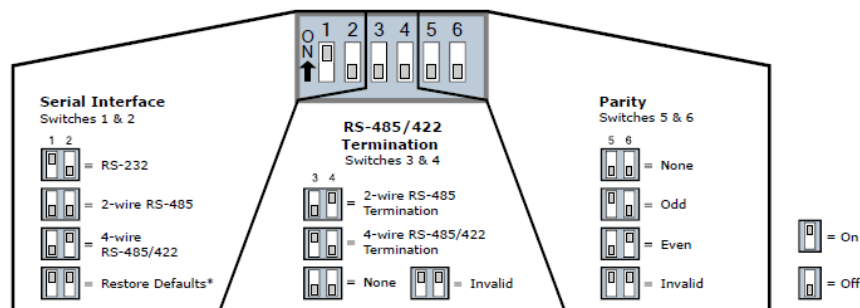 ON
1 2 3 4 5 6
Serial Interface
Switches 1 & 2
1 2
= RS-232
= 2-wire RS-485
= 4-wire
RS-485/422
= Restore Defaults*
RS-485/422
Termination
Switches 3 & 4
3 4
= 2-wire RS-485
Termination
= 4-wire RS-485/422
Termination
= None
= Invalid
Parity
Switches 5 & 6
5 6
= None
= Odd
= Even
= Invalid
= On
= Off